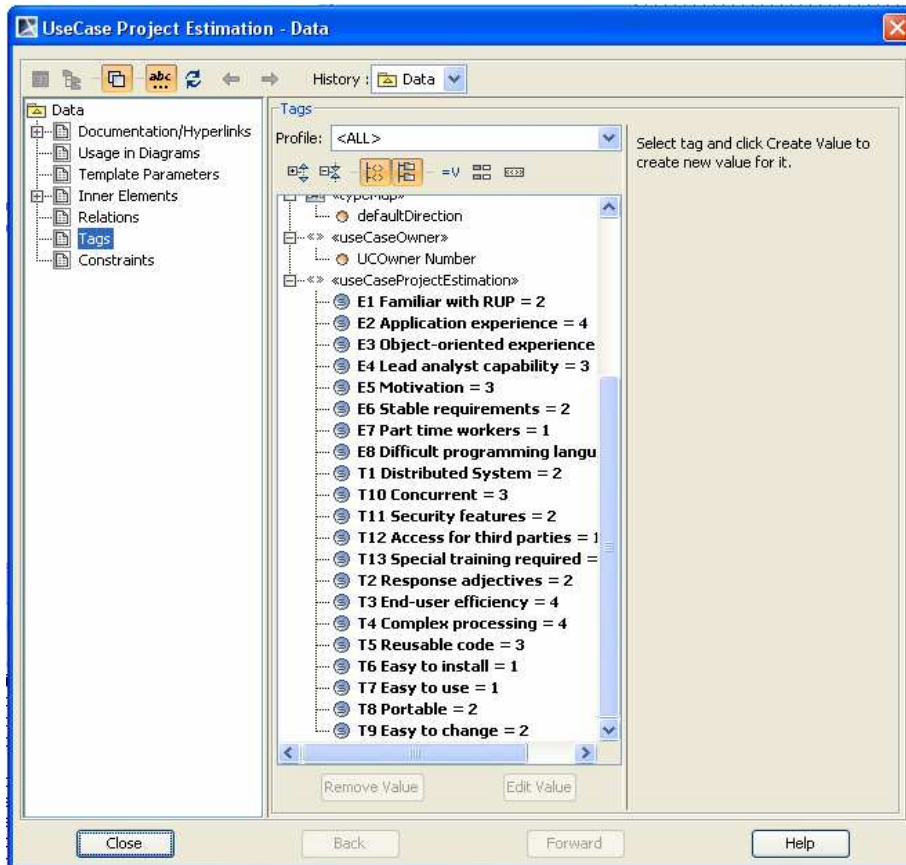 UseCase Project Estimation - Data
abc
History :
Data
Data
Documentation/Hyperlinks
Usage in Diagrams
Template Parameters
Inner Elements
Relations
Tags
Constraints
Tags
Profile:
<ALL>
=V
«typeMap»
defaultDirection
«useCaseOwner»
UCOwner Number
«useCaseProjectEstimation»
E1 Familiar with RUP = 2
E2 Application experience = 4
E3 Object-oriented experience
E4 Lead analyst capability = 3
E5 Motivation = 3
E6 Stable requirements = 2
E7 Part time workers = 1
E8 Difficult programming langu
T1 Distributed System = 2
T10 Concurrent = 3
T11 Security features = 2
T12 Access for third parties = 1
T13 Special training required =
T2 Response adjectives = 2
T3 End-user efficiency = 4
T4 Complex processing = 4
T5 Reusable code = 3
T6 Easy to install = 1
T7 Easy to use = 1
T8 Portable = 2
T9 Easy to change = 2
Remove Value
Edit Value
Select tag and click Create Value to
create new value for it.
Close
Back
Forward
Help